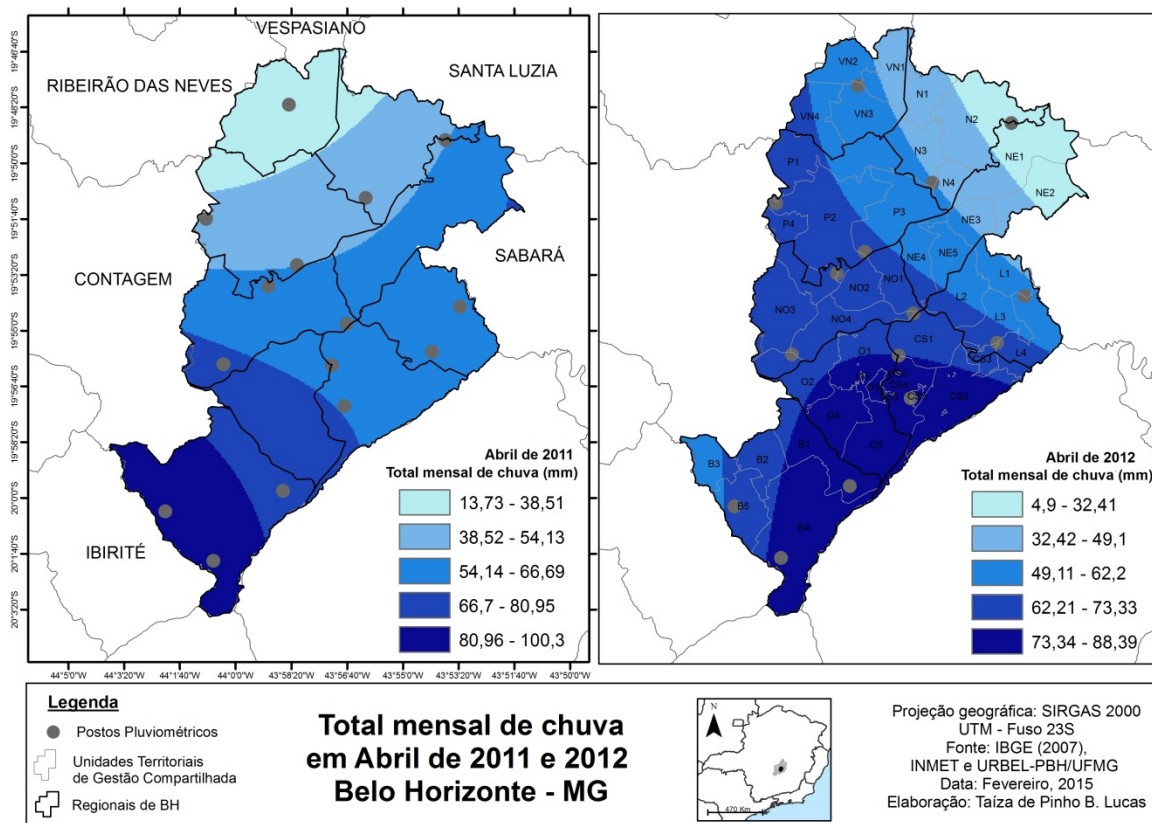 VESPASIANO
RIBEIRÃO DAS NEVES
SANTA LUZIA
CONTAGEM
SABARÁ
IBIRITÉ
19°46'40"S
19°48'20"S
19°50'0"S
19°51'40"S
19°53'20"S
19°55'0"S
19°56'40"S
19°58'20"S
20°0'0"S
20°1'40"S
20°3'20"S
44°5'0"W
44°3'20"W
44°1'40"W
44°0'0"W
43°58'20"W
43°56'40"W
43°55'0"W
43°53'20"W
43°51'40"W
43°50'0"W
Abril de 2011
Total mensal de chuva (mm)
13,73 - 38,51
38,52 - 54,13
54,14 - 66,69
66,7 - 80,95
80,96 - 100,3
VN2
VN1
N1
VN4
VN3
N2
P1
N3
NE1
N4
NE2
P4
P2
P3
NE3
NE4
NE5
NO1
NO2
L1
NO3
L2
NO4
L3
CS1
O1
CS3
L4
O2
CS4
CS2
O4
B1
O5
B3
B2
B5
B4
Abril de 2012
Total mensal de chuva (mm)
4,9 - 32,41
32,42 - 49,1
49,11 - 62,2
62,21 - 73,33
73,34 - 88,39
Legenda
Postos Pluviométricos
Unidades Territoriais
de Gestão Compartilhada
Regionais de BH
Total mensal de chuva
em Abril de 2011 e 2012
Belo Horizonte - MG
N
470 Km
Projeção geográfica: SIRGAS 2000
UTM - Fuso 23S
Fonte: IBGE (2007),
INMET e URBEL-PBH/UFMG
Data: Fevereiro, 2015
Elaboração: Taíza de Pinho B. Lucas